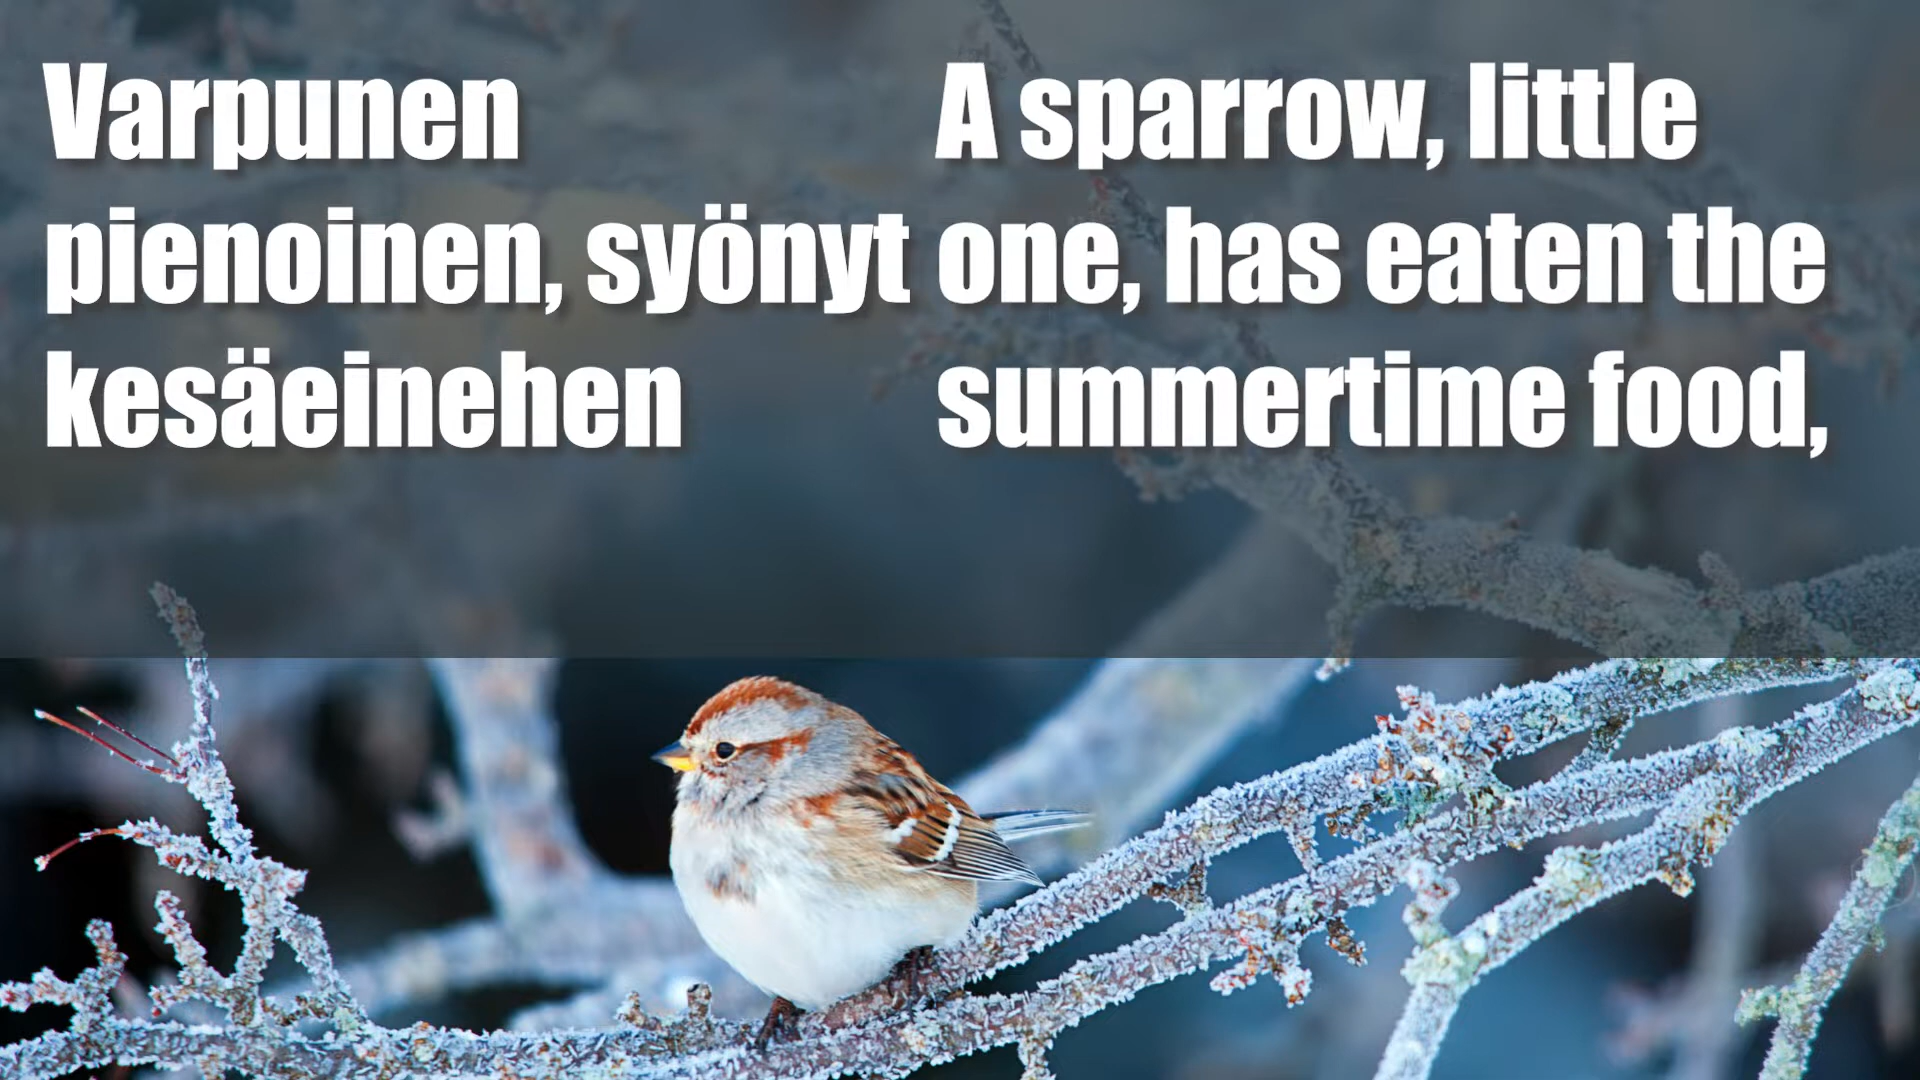 Varpunen
pienoinen, syönyt
kesäeinehen
A sparrow, little
one, has eaten the
summertime food,